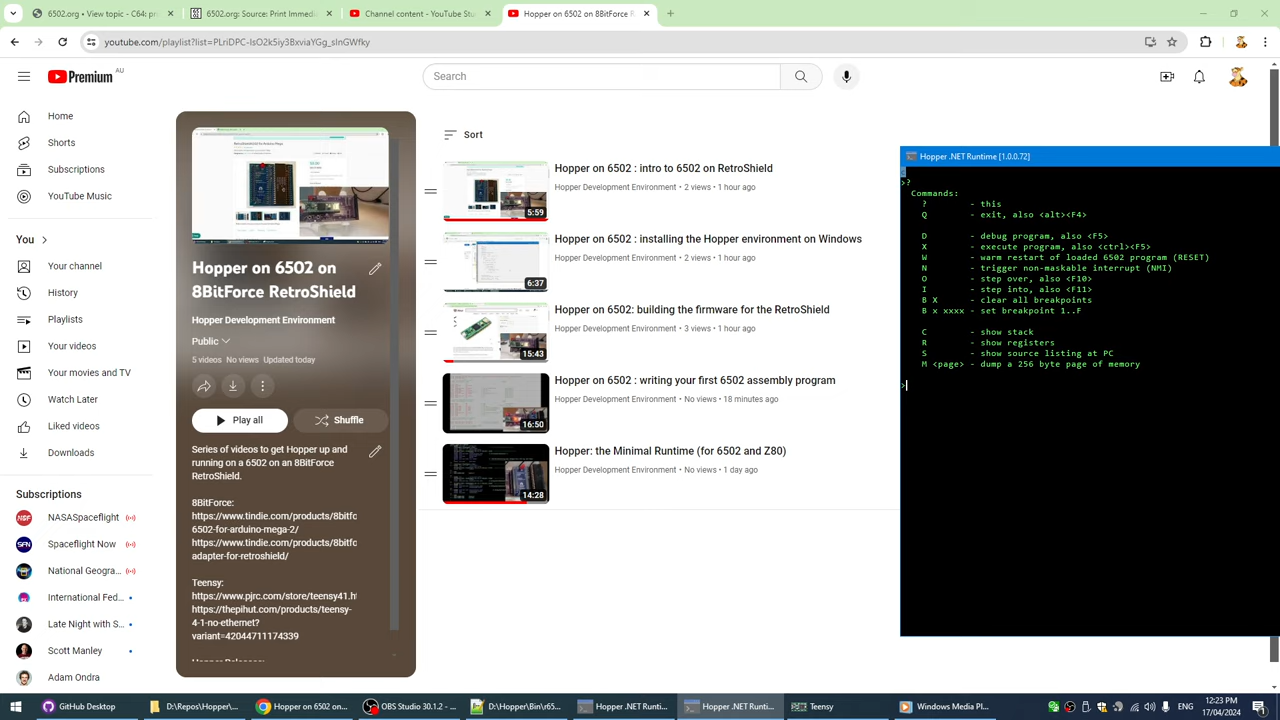 6502.org - Page 1 - C64: p
6502.org: Source: Print Immedia
Content studio - YouTube Studi
Hopper on 6502 on 8BitForce R
youtube.com/playlist?list=PLriDPC-IsO2k5iy3BxviaYGg_slnGWfky
Premium AU
Search
Home
Shorts
Subscriptions
YouTube Music
You
Your channel
History
Playlists
Your videos
Your movies and TV
Watch Later
Liked videos
Downloads
Subscriptions
NASASpaceflight
Spaceflight Now
National Geogra...
International Fed...
Late Night with S...
Scott Manley
Adam Ondra
Hopper on 6502 on
8BitForce RetroShield
Hopper Development Environment
Public
5 videos No views Updated today
Play all
Shuffle
Series of videos to get Hopper up and
running on a 6502 on an 8BitForce
RetroShield.
8BitForce:
https://www.tindie.com/products/8bitfc
6502-for-arduino-mega-2/
https://www.tindie.com/products/8bitfc
adapter-for-retroshield/
Teensy:
https://www.pjrc.com/store/teensy41.ht
https://thepihut.com/products/teensy-
4-1-no-ethernet?
variant=42044711174339
Hopper Releases:
Sort
5:59
Hopper on 6502 : intro to 6502 on RetroShield
Hopper Development Environment • 2 views • 1 hour ago
6:37
Hopper on 6502 : installing the Hopper environment on Windows
Hopper Development Environment • 2 views • 1 hour ago
15:43
Hopper on 6502: building the firmware for the RetroShield
Hopper Development Environment • 3 views • 1 hour ago
16:50
Hopper on 6502 : writing your first 6502 assembly program
Hopper Development Environment • No views • 18 minutes ago
14:28
Hopper: the Minimal Runtime (for 6502 and Z80)
Hopper Development Environment • No views • 1 day ago
Hopper .NET Runtime [1.0.0.72]
>?
Commands:
? - this
Q - exit, also <alt><F4>
D - debug program, also <F5>
X - execute program, also <ctrl><F5>
W - warm restart of loaded 6502 program (RESET)
N - trigger non-maskable interrupt (NMI)
O - step over, also <F10>
I - step into, also <F11>
B X - clear all breakpoints
B x xxxx - set breakpoint 1..F
C - show stack
R - show registers
S - show source listing at PC
M <page> - dump a 256 byte page of memory
>
GitHub Desktop
D:\Repos\Hopper\...
Hopper on 6502 on...
OBS Studio 30.1.2 -...
D:\Hopper\Bin\v65...
Hopper .NET Runti...
Hopper .NET Runti...
Teensy
Windows Media Pl...
ENG
12:23 PM
17/04/2024